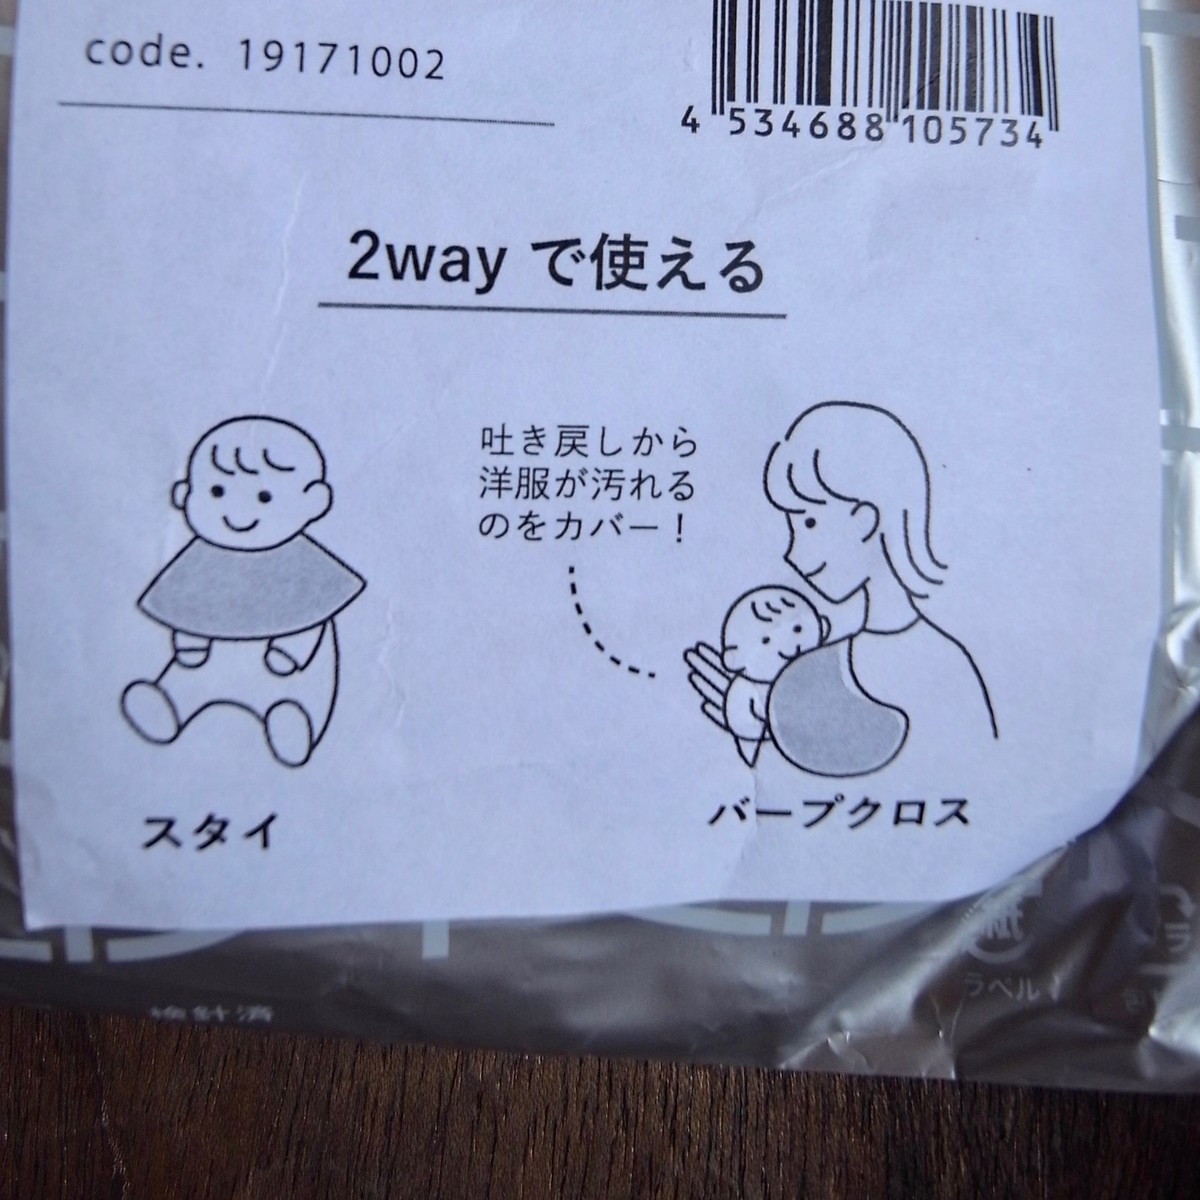 code. 19171002
4 534688 105734
2way で使える
吐き戻しから
洋服が汚れる
のをカバー！
スタイ
バープクロス
紙
ラベル
検針済